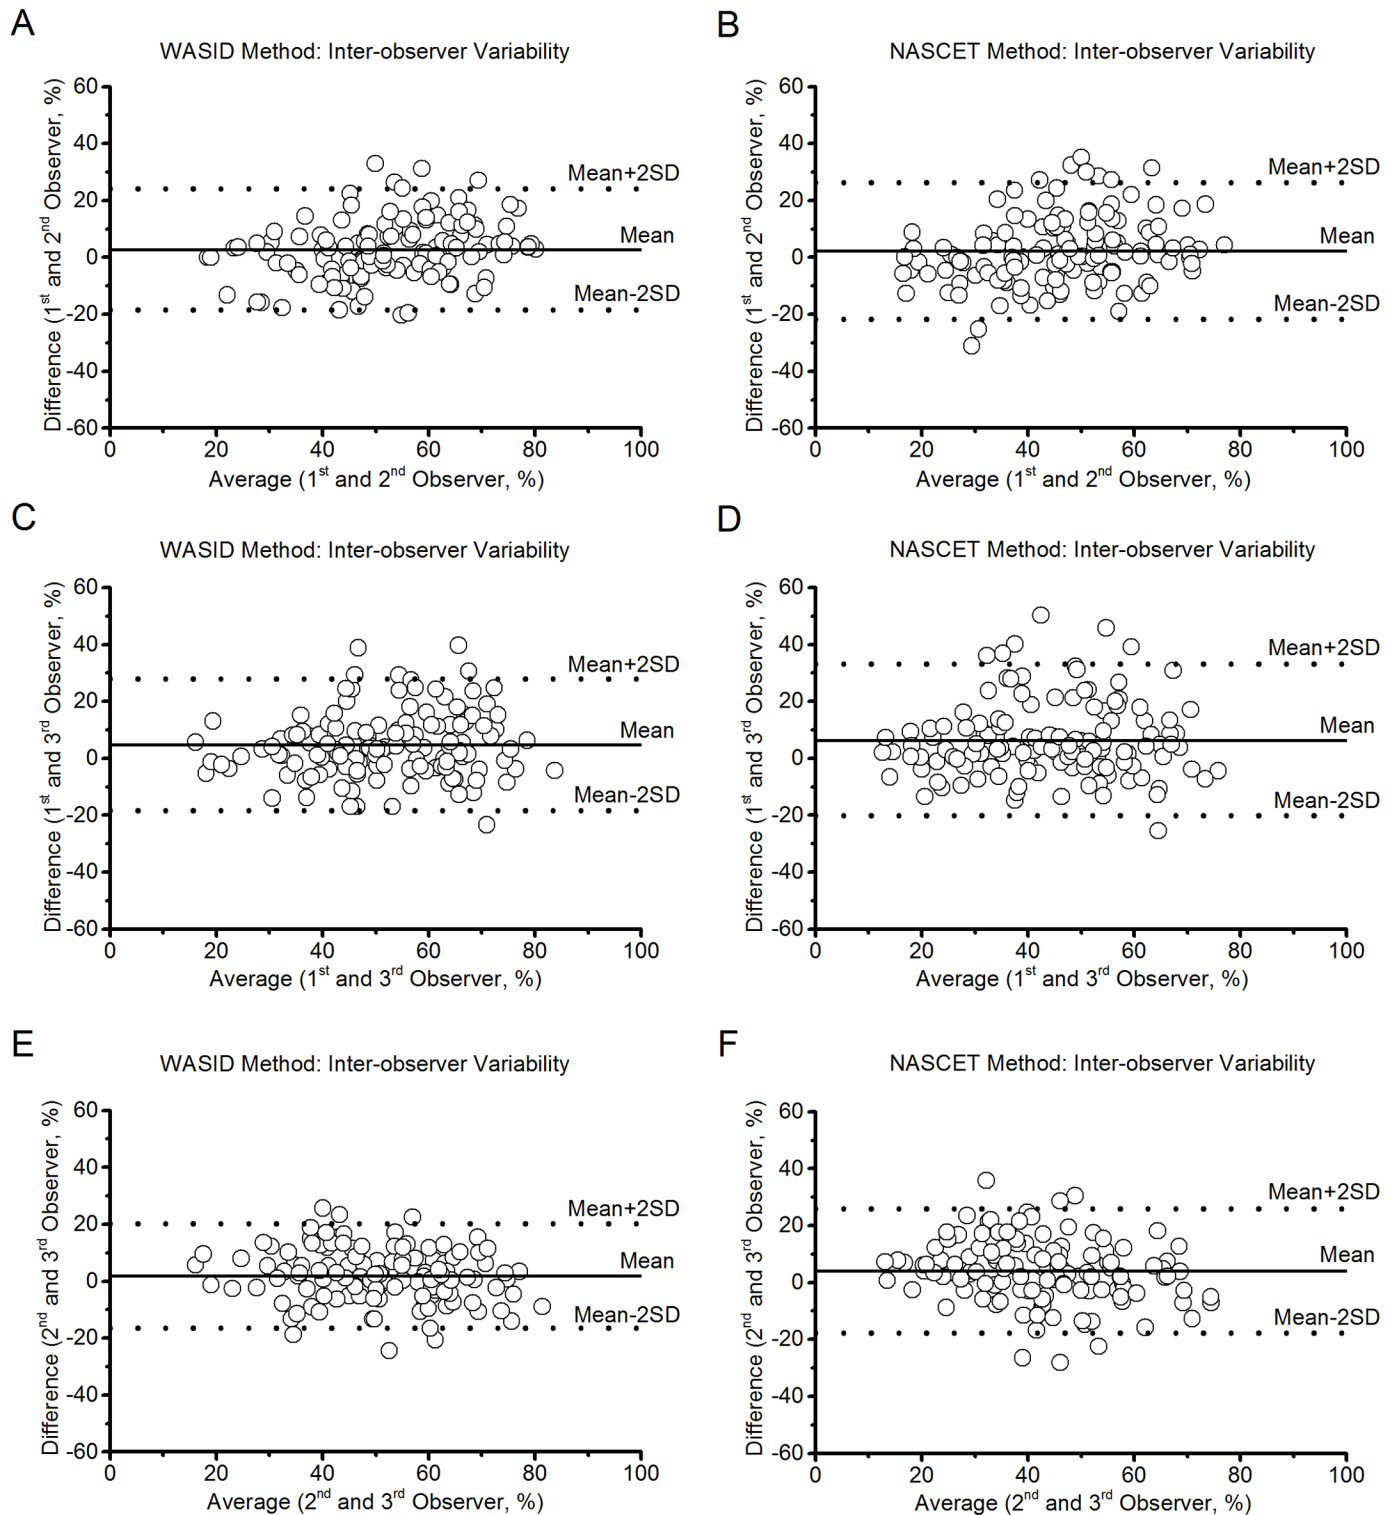 A
WASID Method: Inter-observer Variability
Difference (1st and 2nd Observer, %)
60
40
20
0
-20
-40
-60
Mean+2SD
Mean
Mean-2SD
0 20 40 60 80 100
Average (1st and 2nd Observer, %)
B
NASCET Method: Inter-observer Variability
Difference (1st and 2nd Observer, %)
60
40
20
0
-20
-40
-60
Mean+2SD
Mean
Mean-2SD
0 20 40 60 80 100
Average (1st and 2nd Observer, %)
C
WASID Method: Inter-observer Variability
Difference (1st and 3rd Observer, %)
60
40
20
0
-20
-40
-60
Mean+2SD
Mean
Mean-2SD
0 20 40 60 80 100
Average (1st and 3rd Observer, %)
D
NASCET Method: Inter-observer Variability
Difference (1st and 3rd Observer, %)
60
40
20
0
-20
-40
-60
Mean+2SD
Mean
Mean-2SD
0 20 40 60 80 100
Average (1st and 3rd Observer, %)
E
WASID Method: Inter-observer Variability
Difference (2nd and 3rd Observer, %)
60
40
20
0
-20
-40
-60
Mean+2SD
Mean
Mean-2SD
0 20 40 60 80 100
Average (2nd and 3rd Observer, %)
F
NASCET Method: Inter-observer Variability
Difference (2nd and 3rd Observer, %)
60
40
20
0
-20
-40
-60
Mean+2SD
Mean
Mean-2SD
0 20 40 60 80 100
Average (2nd and 3rd Observer, %)